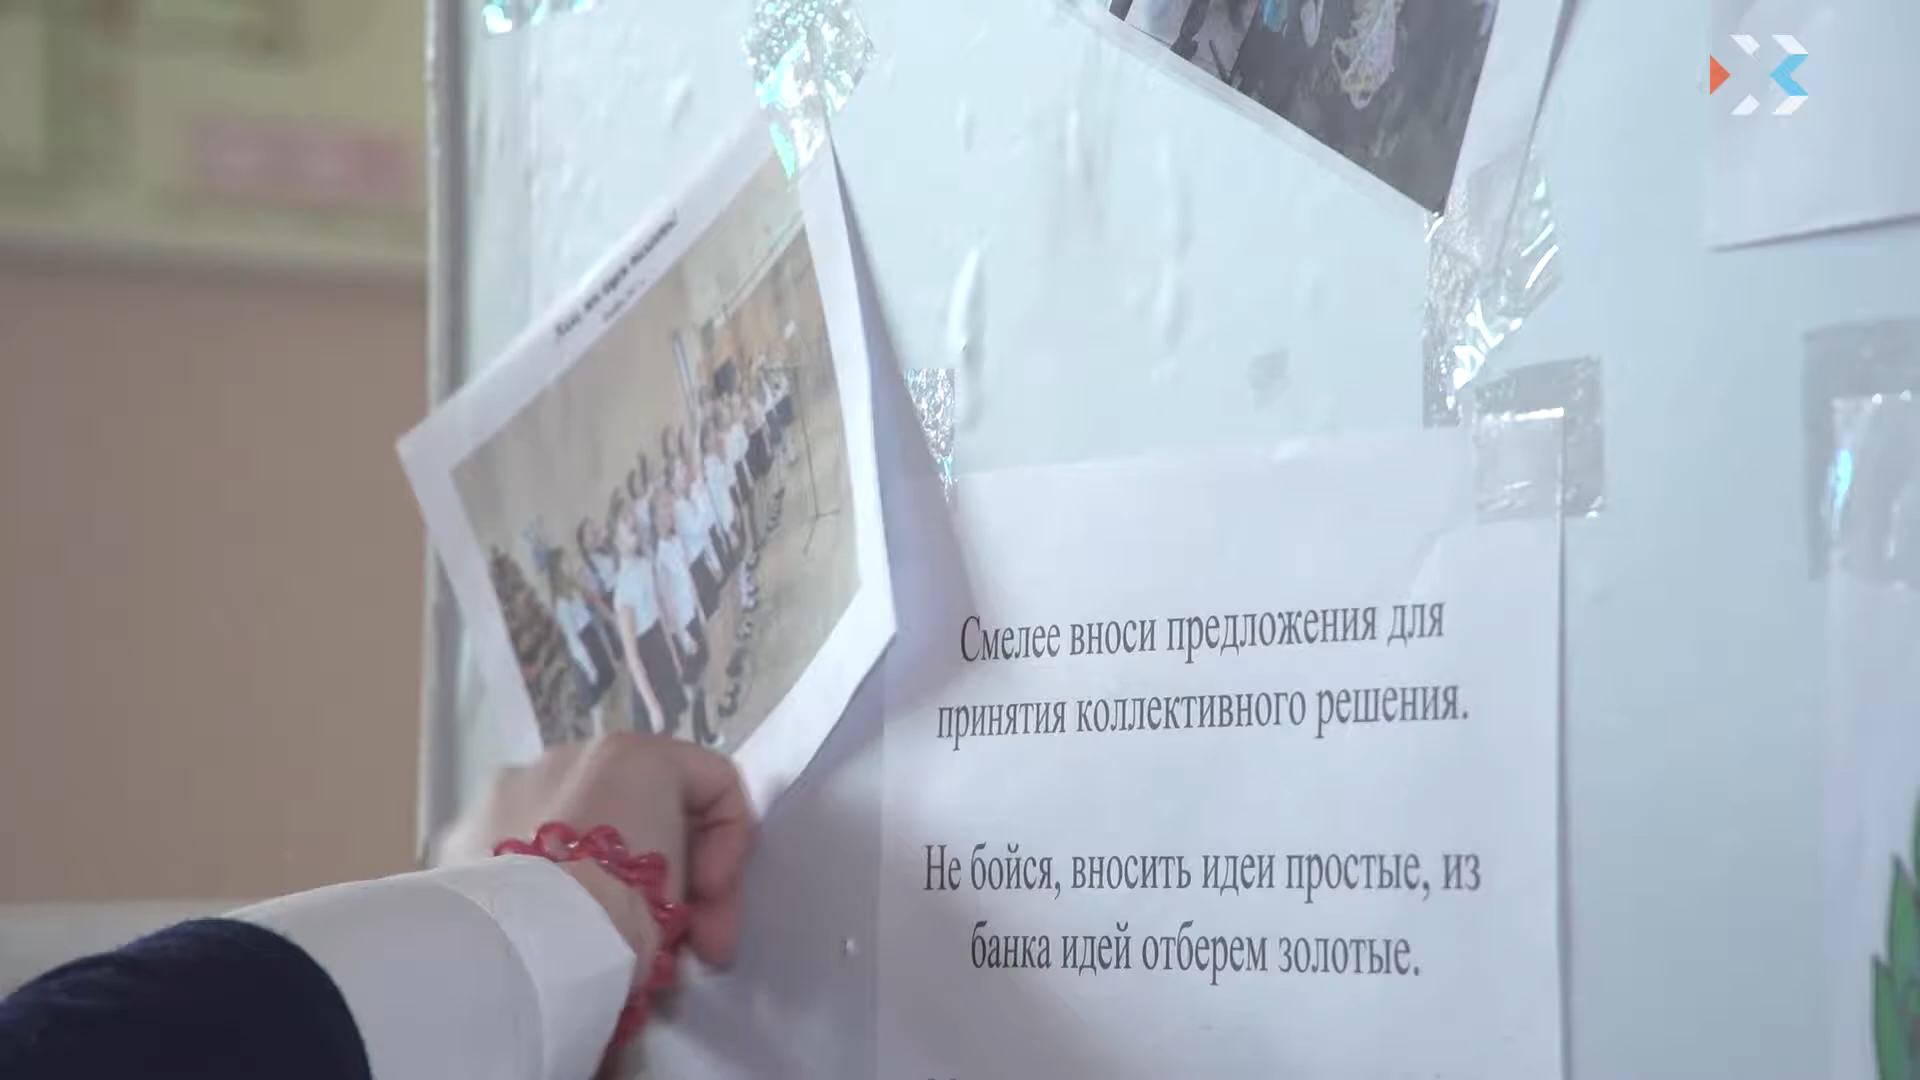 Смелее вноси предложения для
принятия коллективного решения.
Не бойся, вносить идеи простые, из
банка идей отберем золотые.